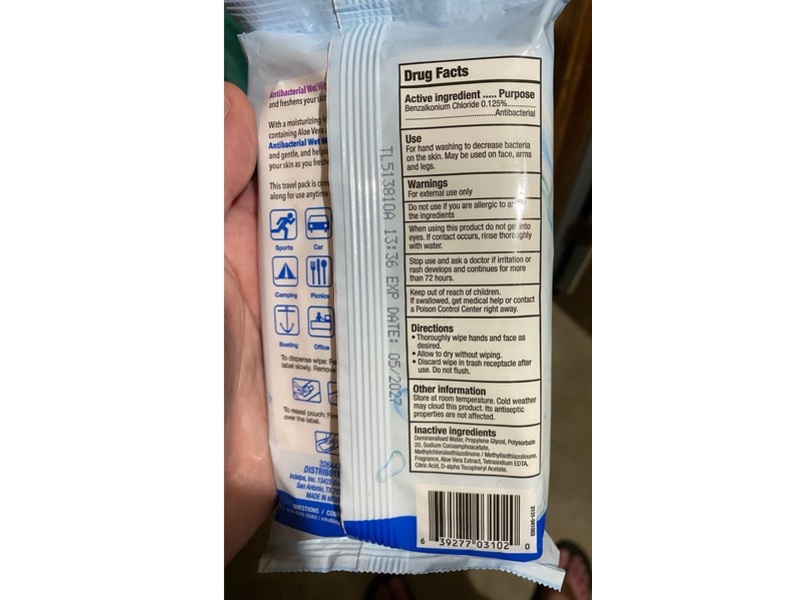 Antibacterial Wet
and freshens your skin
With a moisturizing
containing Aloe Vera
Antibacterial Wet
and gentle, and
your skin as you
This travel pack is
along for use anytime
Sports
Car
Camping
Picnics
Boating
Office
To dispense wipe:
label slowly.
To reseal pouch:
over the label.
San Antonio, TX
MADE IN
QUESTIONS
TL513810A 13:36 EXP DATE: 05/2027
Drug Facts
Active ingredient ..... Purpose
Benzalkonium Chloride 0.125%
Antibacterial
Use
For hand washing to decrease bacteria
on the skin. May be used on face, arms
and legs.
Warnings
For external use only
Do not use if you are allergic to
the ingredients
When using this product do not get into
eyes. If contact occurs, rinse thoroughly
with water.
Stop use and ask a doctor if irritation or
rash develops and continues for more
than 72 hours.
Keep out of reach of children.
If swallowed, get medical help or contact
a Poison Control Center right away.
Directions
• Thoroughly wipe hands and face as
desired.
• Allow to dry without wiping.
• Discard wipe in trash receptacle after
use. Do not flush.
Other information
Store at room temperature. Cold weather
may cloud this product. Its antiseptic
properties are not affected.
Inactive ingredients
Demineralised Water, Propylene Glycol, Polysorbate
20, Sodium Cocoamphoacetate,
Methylchloroisothiazolinone / Methylisothiazolinone,
Fragrance, Aloe Vera Extract, Tetrasodium EDTA,
Citric Acid, D-alpha Tocopheryl Acetate.
6 39277 03102 0